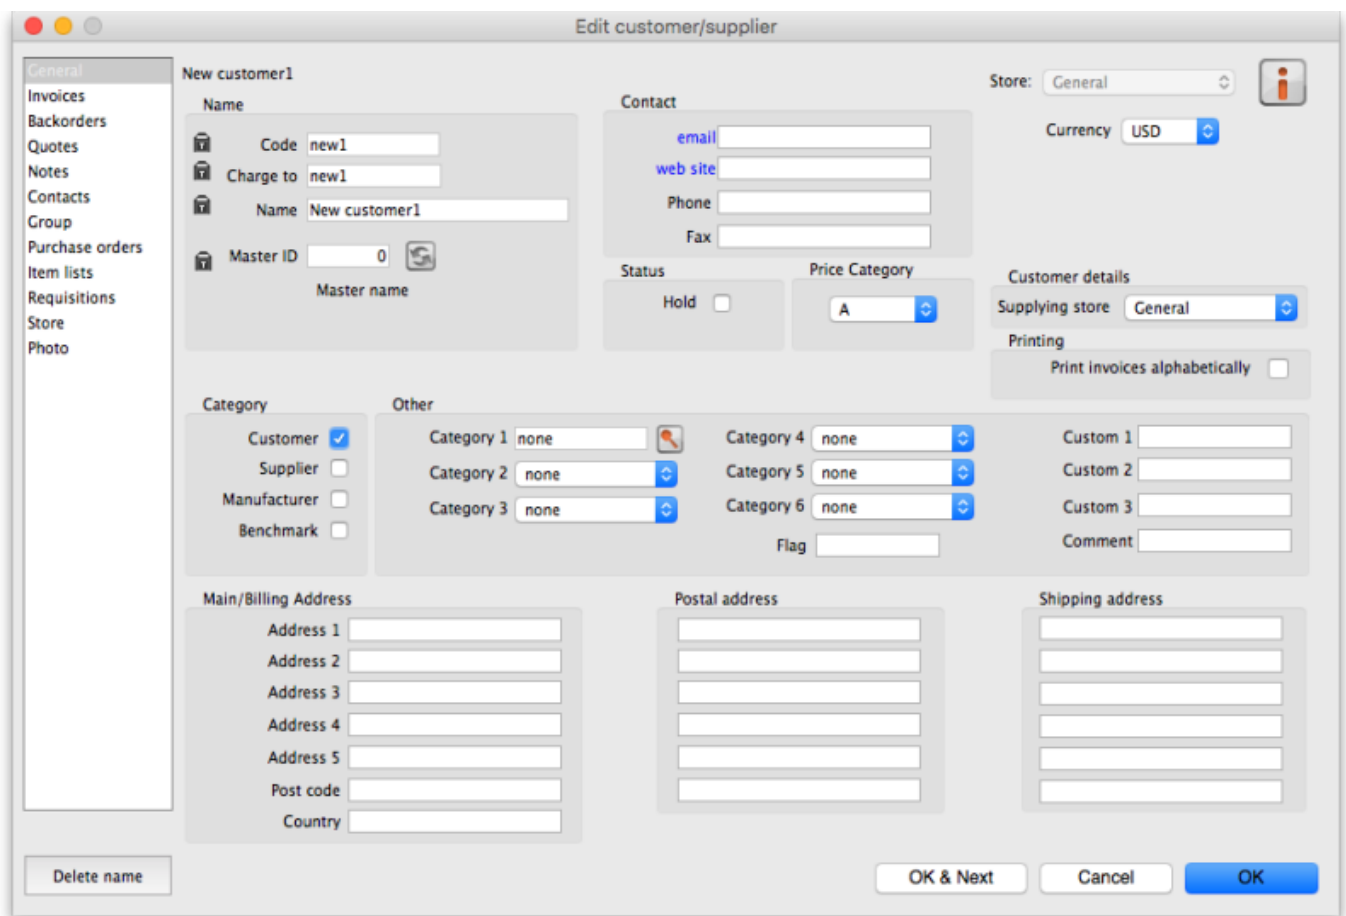 Edit customer/supplier
General
Invoices
Backorders
Quotes
Notes
Contacts
Group
Purchase orders
Item lists
Requisitions
Store
Photo
New customer1
Store: General
Currency USD
Name
Code new1
Charge to new1
Name New customer1
Master ID 0
Master name
Contact
email
web site
Phone
Fax
Status
Hold
Price Category
A
Customer details
Supplying store General
Printing
Print invoices alphabetically
Category
Customer
Supplier
Manufacturer
Benchmark
Other
Category 1 none
Category 2 none
Category 3 none
Category 4 none
Category 5 none
Category 6 none
Flag
Custom 1
Custom 2
Custom 3
Comment
Main/Billing Address
Address 1
Address 2
Address 3
Address 4
Address 5
Post code
Country
Postal address
Shipping address
Delete name
OK & Next
Cancel
OK